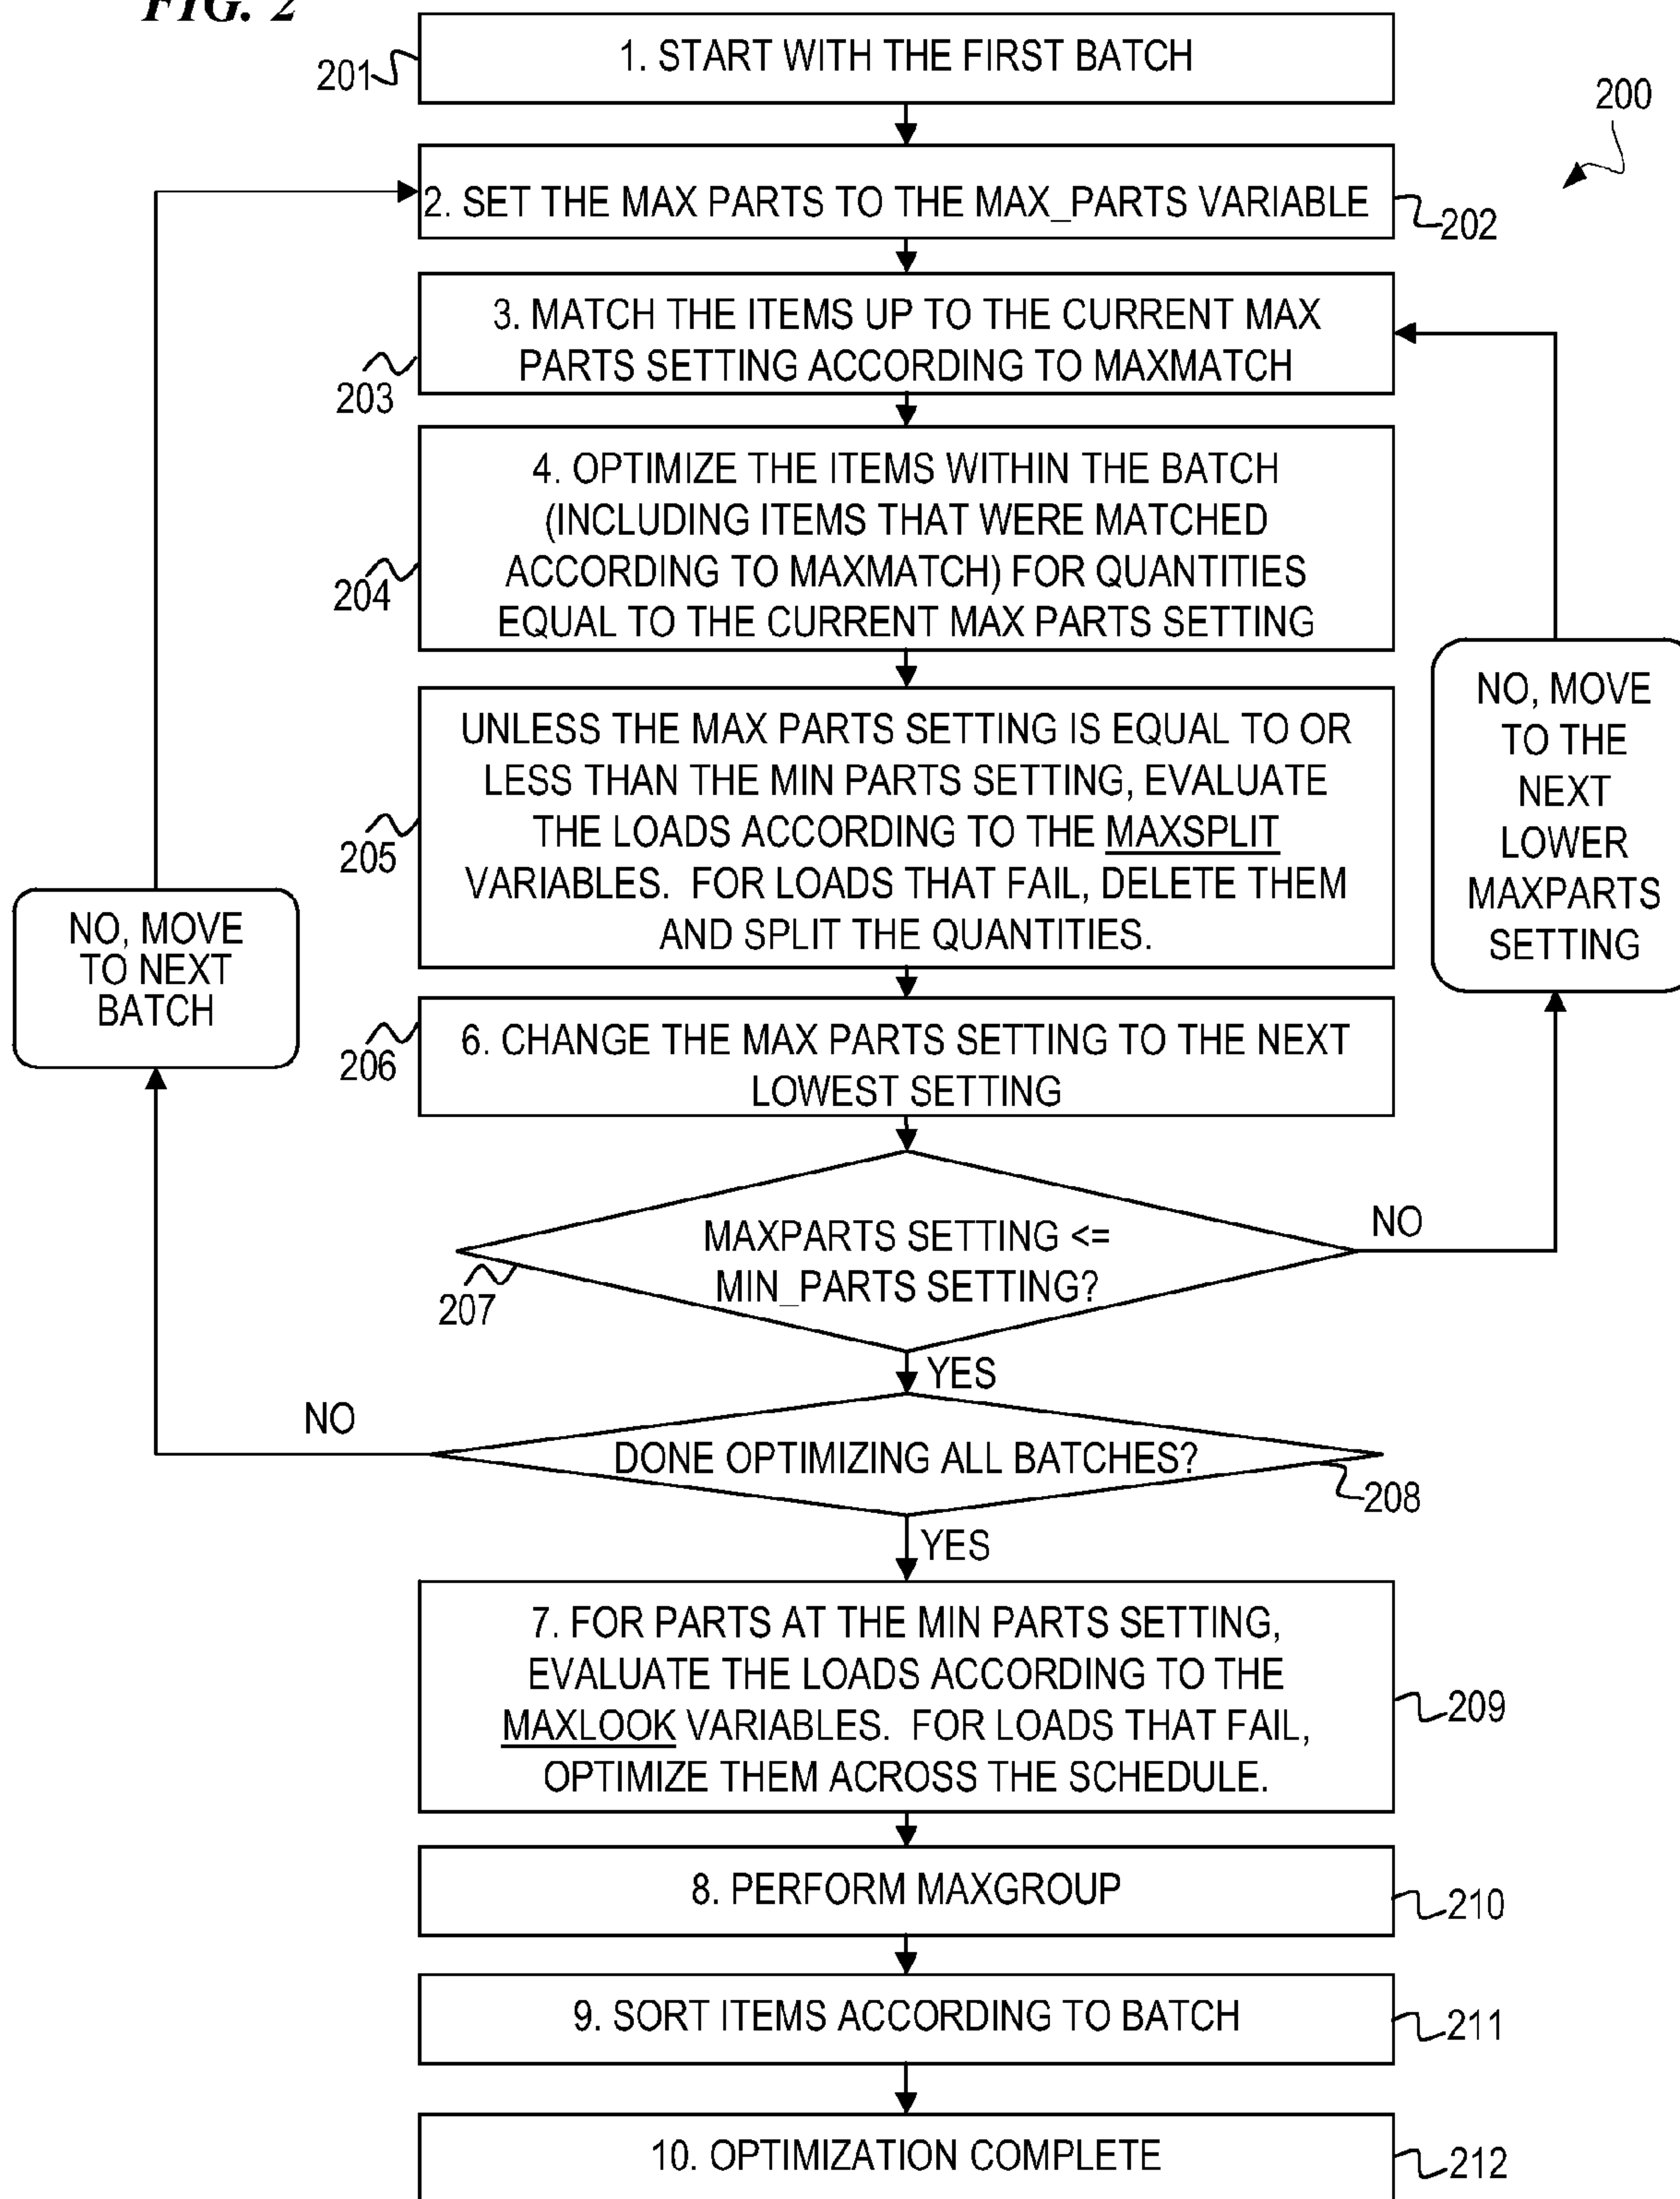 FIG. 2
1. START WITH THE FIRST BATCH
201
200
2. SET THE MAX PARTS TO THE MAX_PARTS VARIABLE
202
3. MATCH THE ITEMS UP TO THE CURRENT MAX
PARTS SETTING ACCORDING TO MAXMATCH
203
4. OPTIMIZE THE ITEMS WITHIN THE BATCH
(INCLUDING ITEMS THAT WERE MATCHED
ACCORDING TO MAXMATCH) FOR QUANTITIES
EQUAL TO THE CURRENT MAX PARTS SETTING
204
UNLESS THE MAX PARTS SETTING IS EQUAL TO OR
LESS THAN THE MIN PARTS SETTING, EVALUATE
THE LOADS ACCORDING TO THE MAXSPLIT
VARIABLES. FOR LOADS THAT FAIL, DELETE THEM
AND SPLIT THE QUANTITIES.
205
NO, MOVE
TO THE
NEXT
LOWER
MAXPARTS
SETTING
NO, MOVE
TO NEXT
BATCH
6. CHANGE THE MAX PARTS SETTING TO THE NEXT
LOWEST SETTING
206
MAXPARTS SETTING <=
MIN_PARTS SETTING?
207
NO
YES
DONE OPTIMIZING ALL BATCHES?
208
NO
YES
7. FOR PARTS AT THE MIN PARTS SETTING,
EVALUATE THE LOADS ACCORDING TO THE
MAXLOOK VARIABLES. FOR LOADS THAT FAIL,
OPTIMIZE THEM ACROSS THE SCHEDULE.
209
8. PERFORM MAXGROUP
210
9. SORT ITEMS ACCORDING TO BATCH
211
10. OPTIMIZATION COMPLETE
212